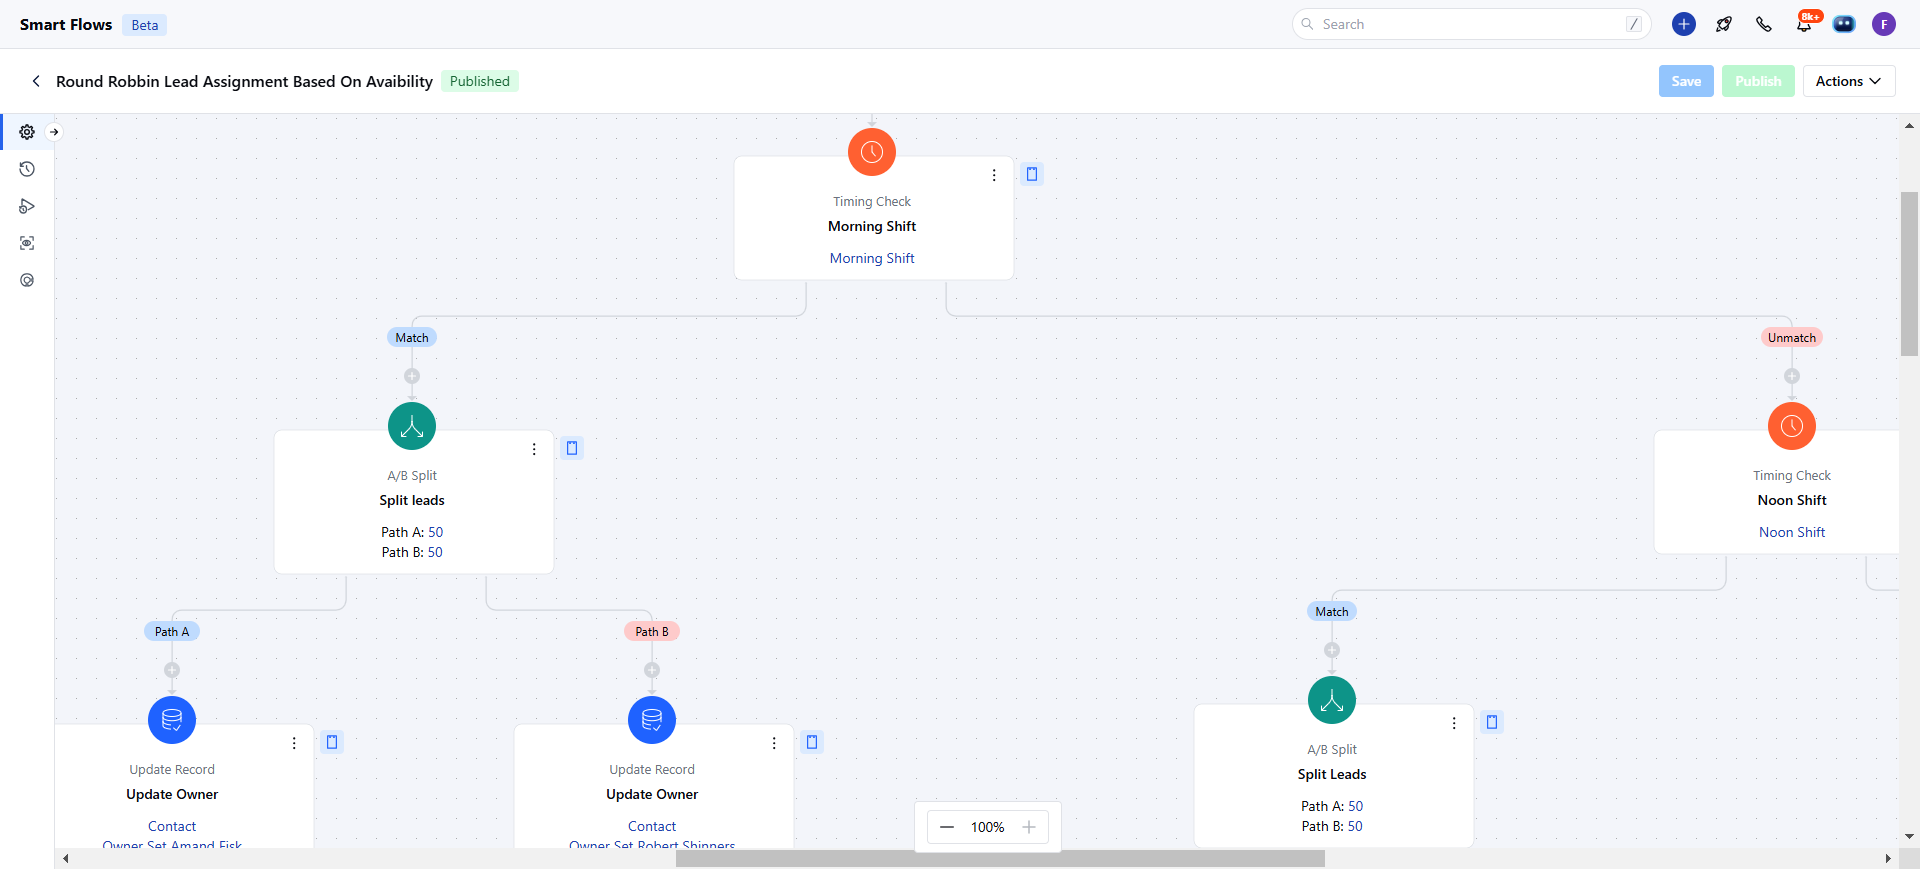 Smart Flows Beta
Search /
8k+
F
Round Robbin Lead Assignment Based On Avaibility Published
Save Publish Actions
Timing Check
Morning Shift
Morning Shift
Match
Unmatch
A/B Split
Split leads
Path A: 50
Path B: 50
Timing Check
Noon Shift
Noon Shift
Path A
Path B
Match
Update Record
Update Owner
Contact
Owner Set Amand Fisk
Update Record
Update Owner
Contact
Owner Set Robert Shinners
A/B Split
Split Leads
Path A: 50
Path B: 50
100%